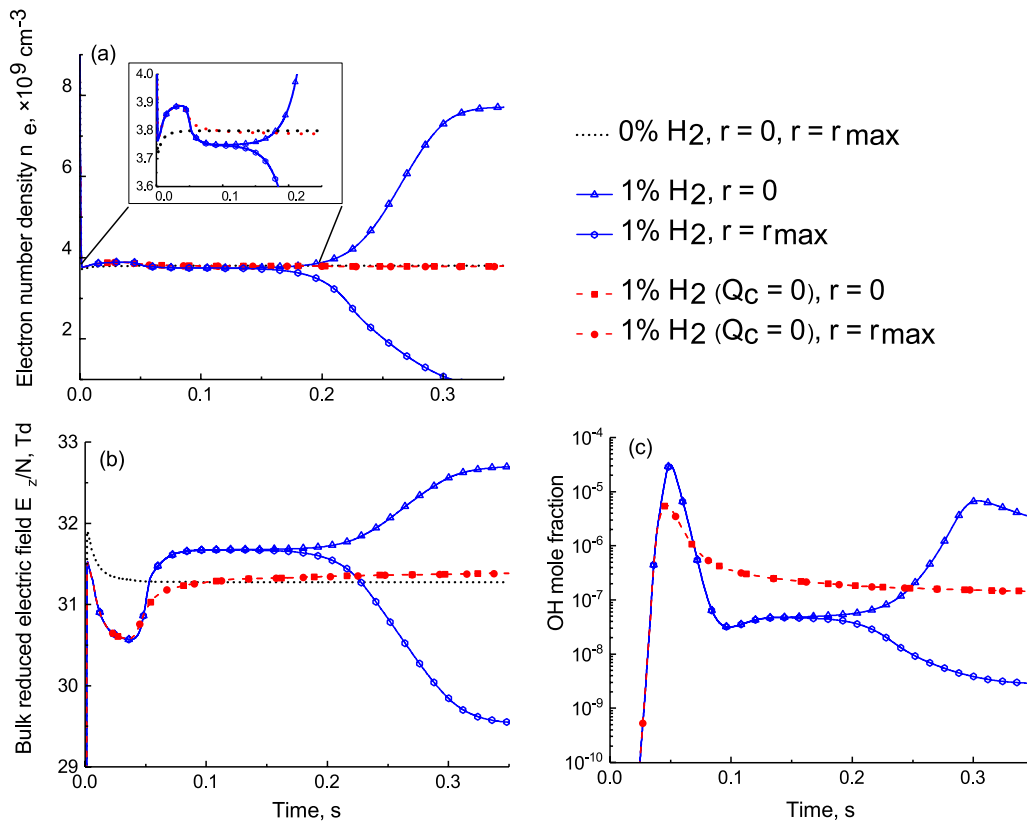 (a)
Electron number density n e, ×10⁹ cm-3
8
6
4
2
0.0 0.1 0.2 0.3
4.0
3.9
3.8
3.7
3.6
0.0 0.1 0.2
0% H2, r = 0, r = rmax
1% H2, r = 0
1% H2, r = rmax
1% H2 (Qc = 0), r = 0
1% H2 (Qc = 0), r = rmax
(b)
Bulk reduced electric field E z/N, Td
33
32
31
30
29
0.0 0.1 0.2 0.3
Time, s
(c)
OH mole fraction
10⁻⁴
10⁻⁵
10⁻⁶
10⁻⁷
10⁻⁸
10⁻⁹
10⁻¹⁰
0.0 0.1 0.2 0.3
Time, s